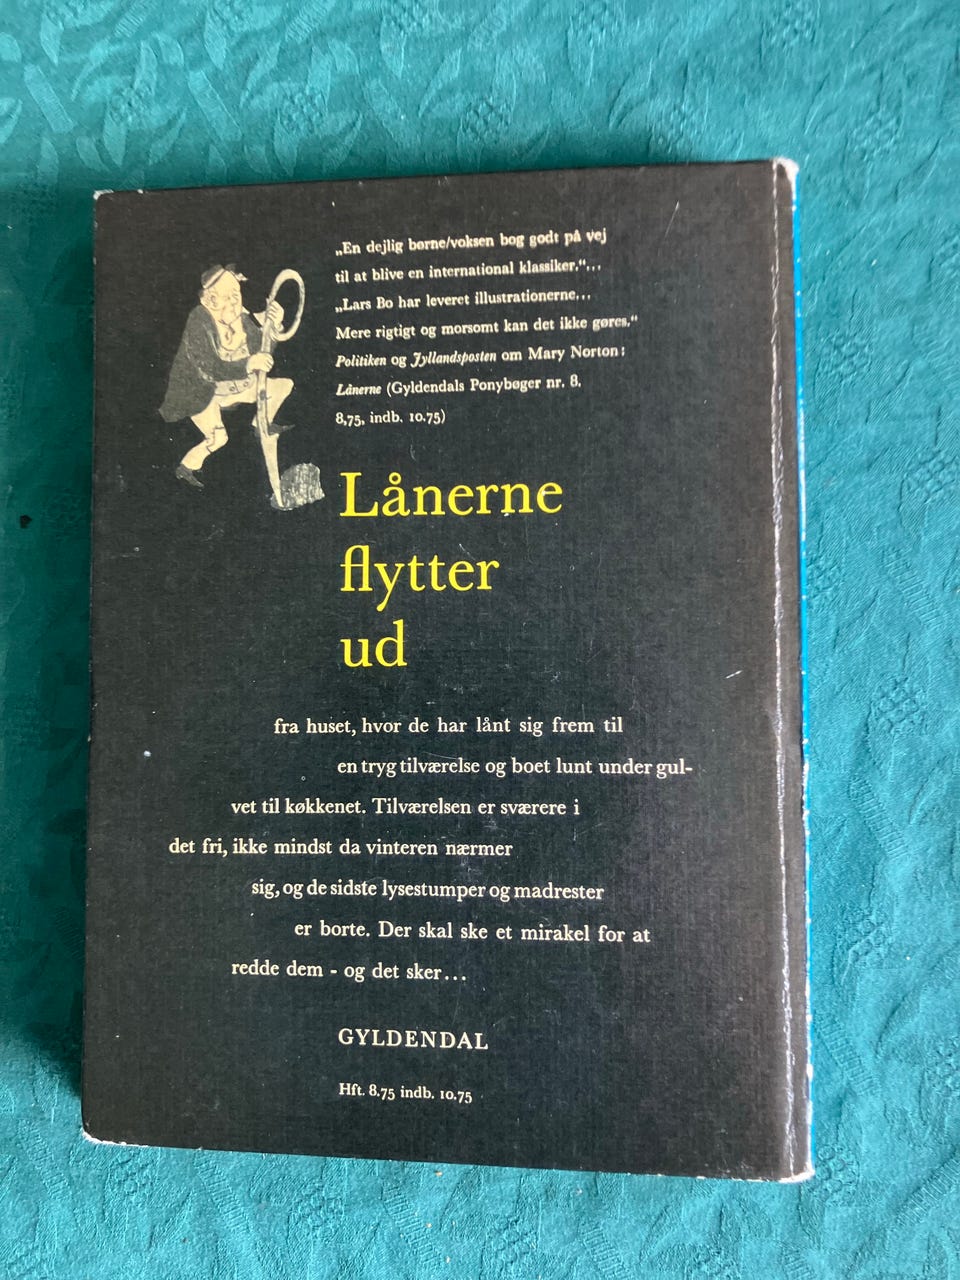 „En dejlig børne/voksen bog godt på vej
til at blive en international klassiker.“...
„Lars Bo har leveret illustrationerne...
Mere rigtigt og morsomt kan det ikke gøres.“
Politiken og Jyllandsposten om Mary Norton:
Lånerne (Gyldendals Ponybøger nr. 8.
8,75, indb. 10.75)
Lånerne
flytter
ud
fra huset, hvor de har lånt sig frem til
en tryg tilværelse og boet lunt under gul-
vet til køkkenet. Tilværelsen er sværere i
det fri, ikke mindst da vinteren nærmer
sig, og de sidste lysestumper og madrester
er borte. Der skal ske et mirakel for at
redde dem - og det sker...
GYLDENDAL
Hft. 8,75 indb. 10.75